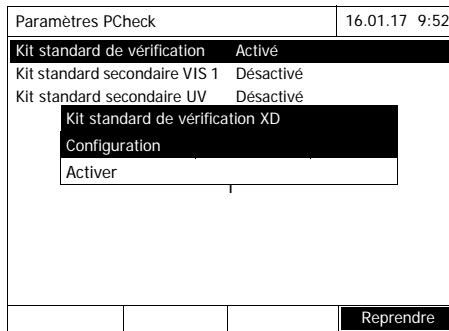 Paramètres PCheck 16.01.17 9:52
Kit standard de vérification Activé
Kit standard secondaire VIS 1 Désactivé
Kit standard secondaire UV Désactivé
Kit standard de vérification XD
Configuration
Activer
Reprendre